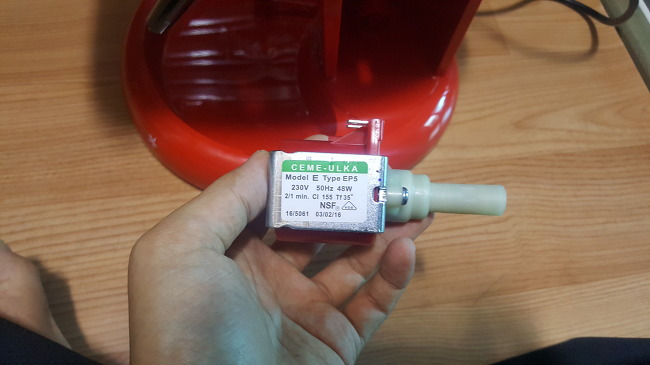 CEME-ULKA
Model E Type EP5
230V 50Hz 48W
2/1 min. Cl 155 Tf35°
NSF®
16/5061 03/02/16